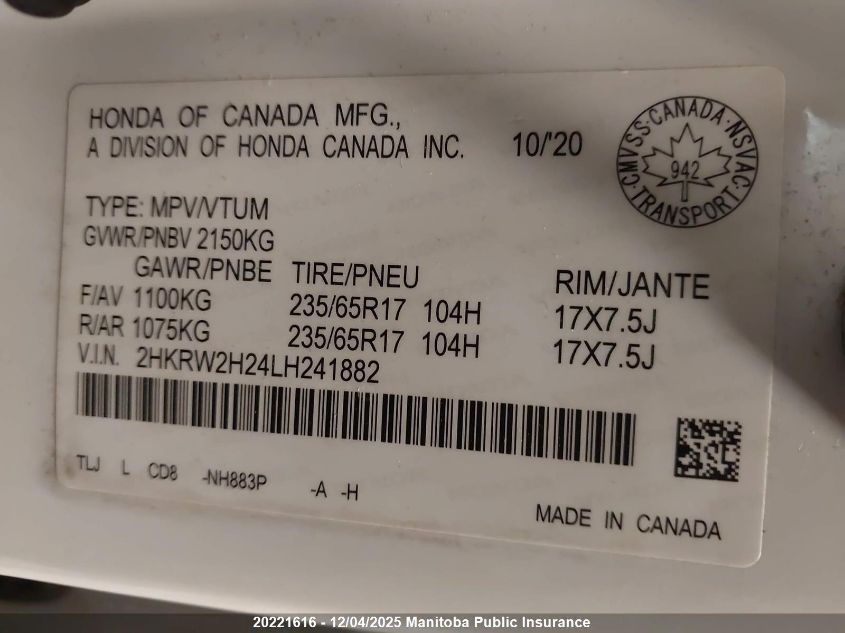 HONDA OF CANADA MFG.,
A DIVISION OF HONDA CANADA INC. 10/'20
CMVSS·CANADA·NSVAC·TRANSPORT·
942
TYPE: MPV/VTUM
GVWR/PNBV 2150KG
GAWR/PNBE TIRE/PNEU RIM/JANTE
F/AV 1100KG 235/65R17 104H 17X7.5J
R/AR 1075KG 235/65R17 104H 17X7.5J
V.I.N. 2HKRW2H24LH241882
TLJ L CD8 -NH883P -A -H
MADE IN CANADA
20221616 - 12/04/2025 Manitoba Public Insurance